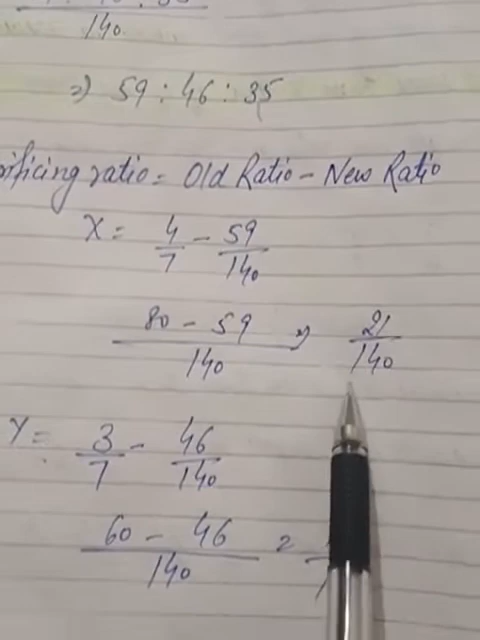 140
=) 59 : 46 : 35
rificing ratio = Old Ratio - New Ratio
X = 4/7 - 59/140
80 - 59/140 => 21/140
Y = 3/7 - 46/140
60 - 46/140 =